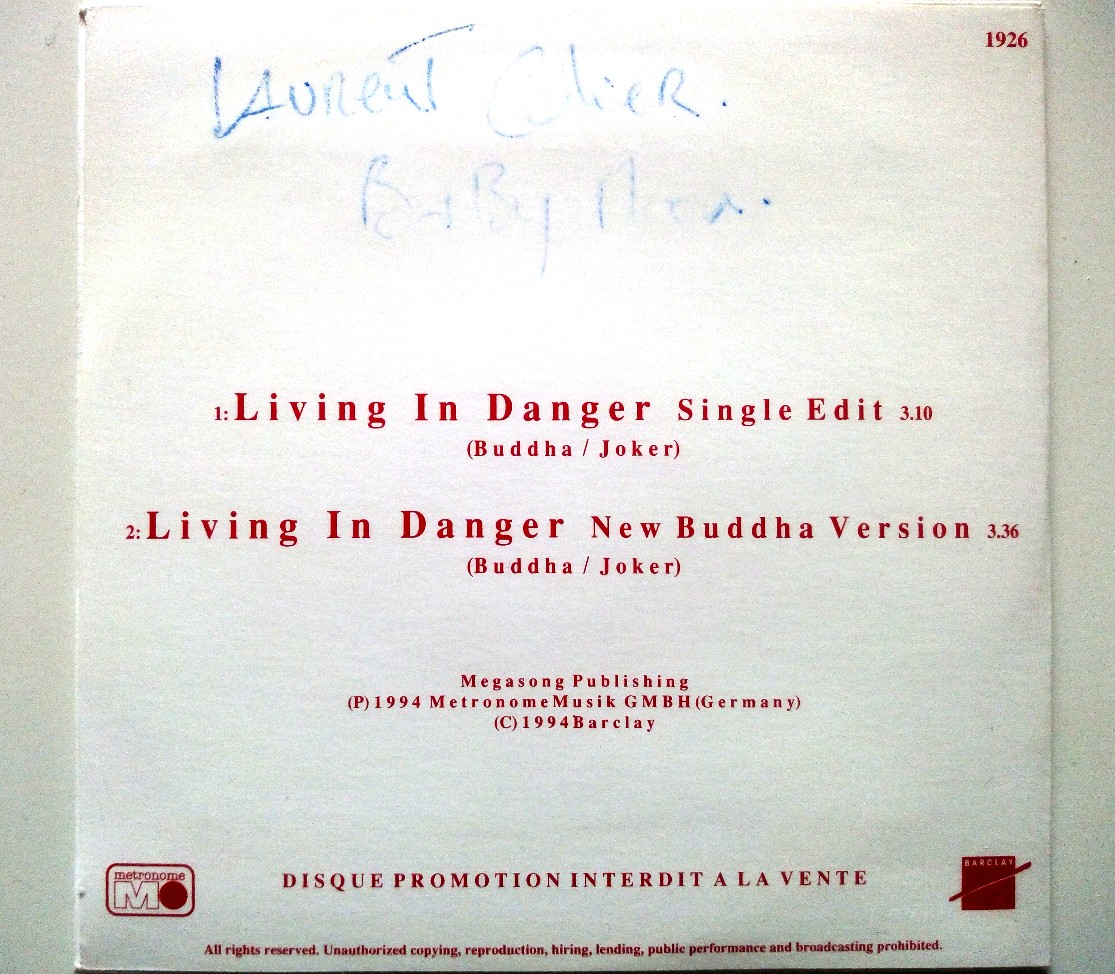 1926
Laurent
1: Living In Danger Single Edit 3.10
(Buddha / Joker)
2: Living In Danger New Buddha Version 3.36
(Buddha / Joker)
Megasong Publishing
(P) 1994 Metronome Musik GMBH (Germany)
(C) 1994 Barclay
metronome
BARCLAY
DISQUE PROMOTION INTERDIT A LA VENTE
All rights reserved. Unauthorized copying, reproduction, hiring, lending, public performance and broadcasting prohibited.